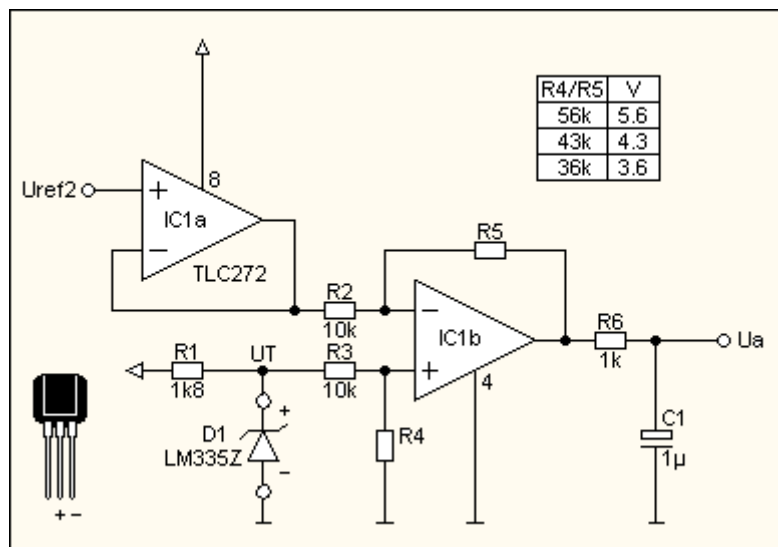 R4/R5 V
56k 5.6
43k 4.3
36k 3.6
8
Uref2
+
IC1a
−
TLC272
R5
R2
10k
−
IC1b
+
4
R6
1k
Ua
R1
1k8
UT
R3
10k
R4
D1
LM335Z
+
−
C1
1µ
+ −